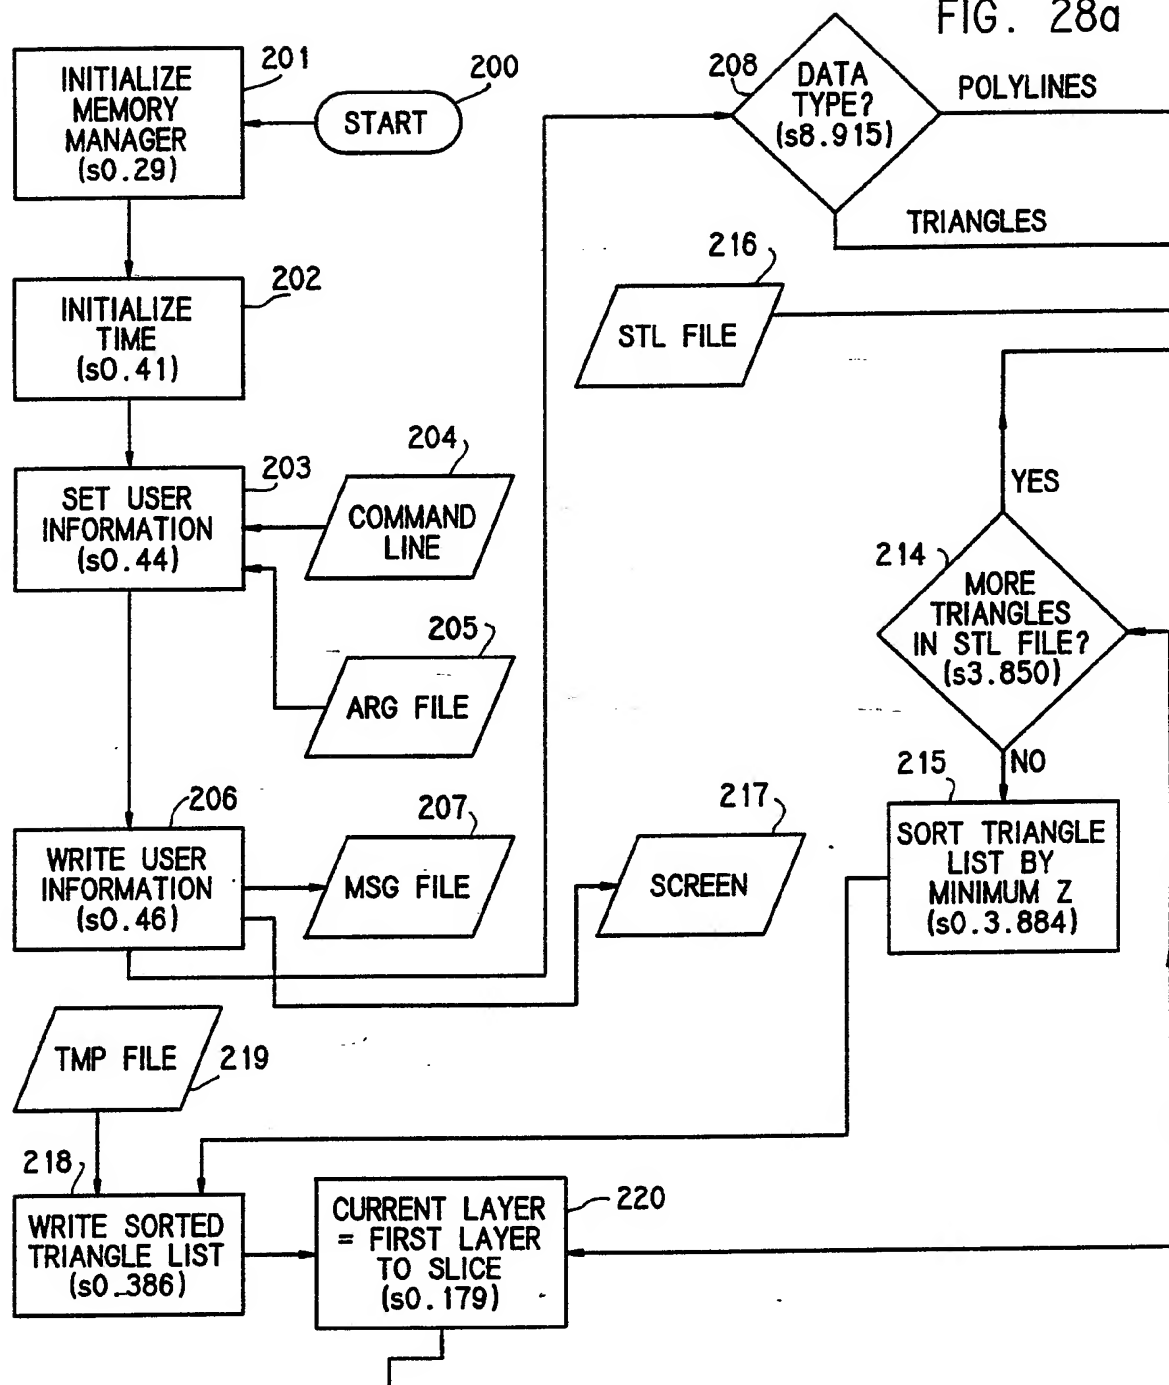 FIG. 28a
200
START
201
INITIALIZE
MEMORY
MANAGER
(s0.29)
202
INITIALIZE
TIME
(s0.41)
203
SET USER
INFORMATION
(s0.44)
204
COMMAND
LINE
205
ARG FILE
206
WRITE USER
INFORMATION
(s0.46)
207
MSG FILE
217
SCREEN
208
DATA
TYPE?
(s8.915)
POLYLINES
TRIANGLES
216
STL FILE
YES
214
MORE
TRIANGLES
IN STL FILE?
(s3.850)
NO
215
SORT TRIANGLE
LIST BY
MINIMUM Z
(s0.3.884)
TMP FILE
219
218
WRITE SORTED
TRIANGLE LIST
(s0.386)
220
CURRENT LAYER
= FIRST LAYER
TO SLICE
(s0.179)